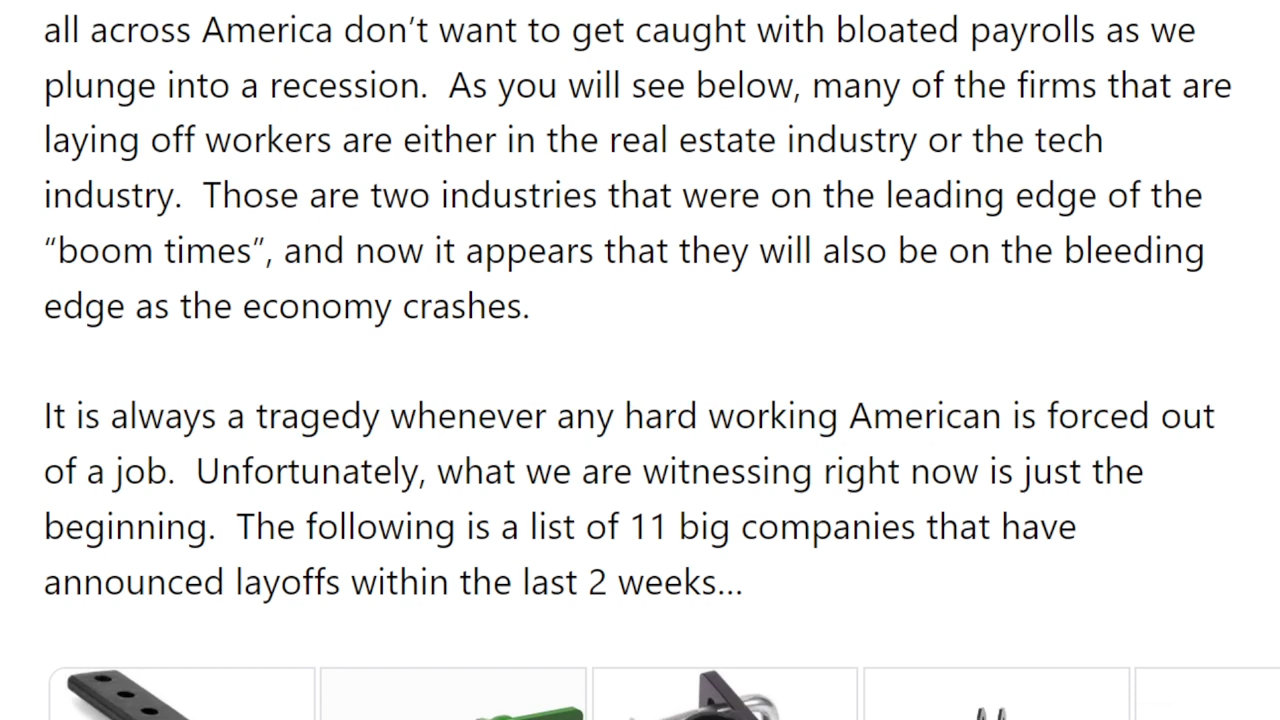 all across America don’t want to get caught with bloated payrolls as we
plunge into a recession.  As you will see below, many of the firms that are
laying off workers are either in the real estate industry or the tech
industry.  Those are two industries that were on the leading edge of the
“boom times”, and now it appears that they will also be on the bleeding
edge as the economy crashes.
It is always a tragedy whenever any hard working American is forced out
of a job.  Unfortunately, what we are witnessing right now is just the
beginning.  The following is a list of 11 big companies that have
announced layoffs within the last 2 weeks…